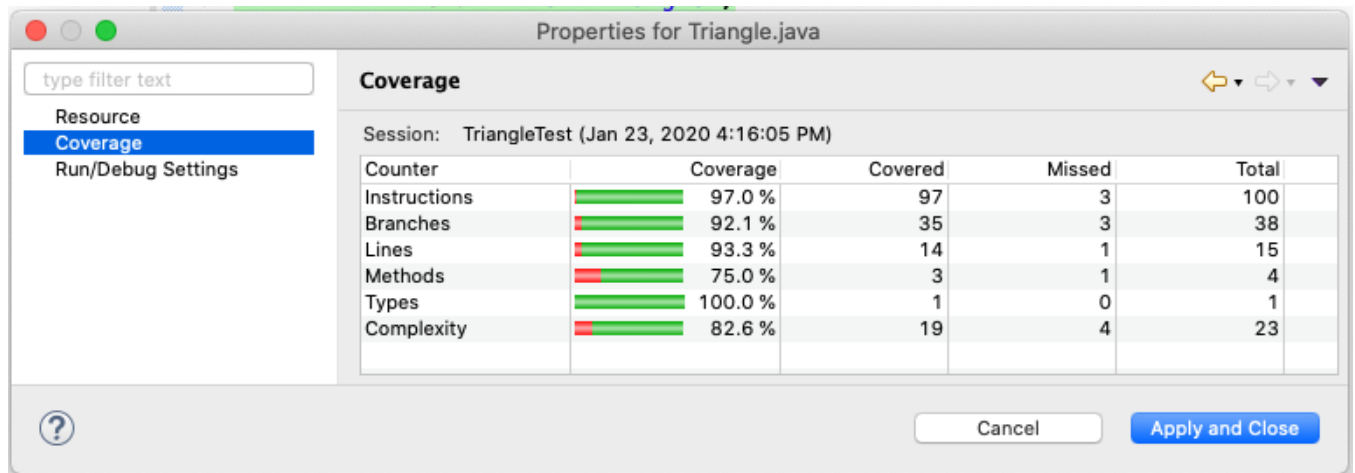 Properties for Triangle.java
type filter text
Resource
Coverage
Run/Debug Settings
Coverage
Session: TriangleTest (Jan 23, 2020 4:16:05 PM)
Counter Coverage Covered Missed Total
Instructions 97.0 % 97 3 100
Branches 92.1 % 35 3 38
Lines 93.3 % 14 1 15
Methods 75.0 % 3 1 4
Types 100.0 % 1 0 1
Complexity 82.6 % 19 4 23
? Cancel Apply and Close